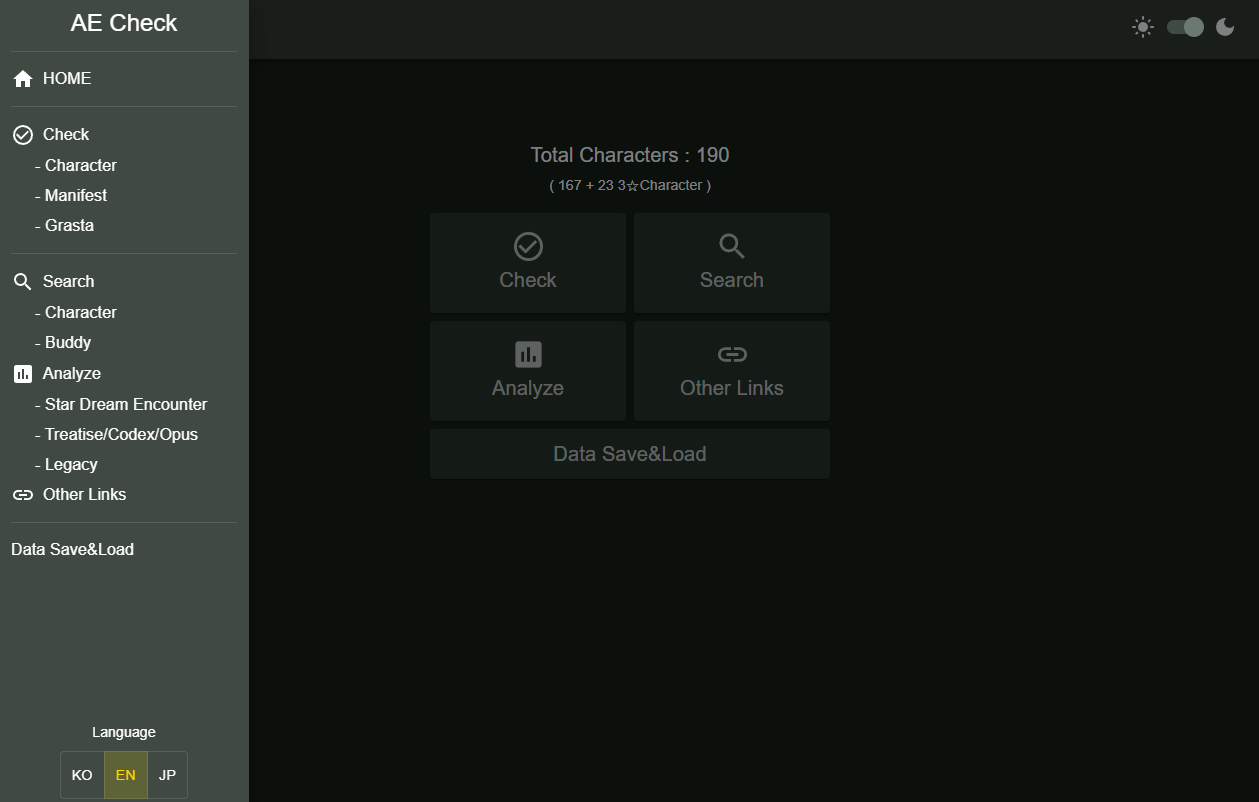 AE Check
HOME
Check
- Character
- Manifest
- Grasta
Search
- Character
- Buddy
Analyze
- Star Dream Encounter
- Treatise/Codex/Opus
- Legacy
Other Links
Data Save&Load
Language
KO EN JP
Total Characters : 190
( 167 + 23 3☆Character )
Check
Search
Analyze
Other Links
Data Save&Load